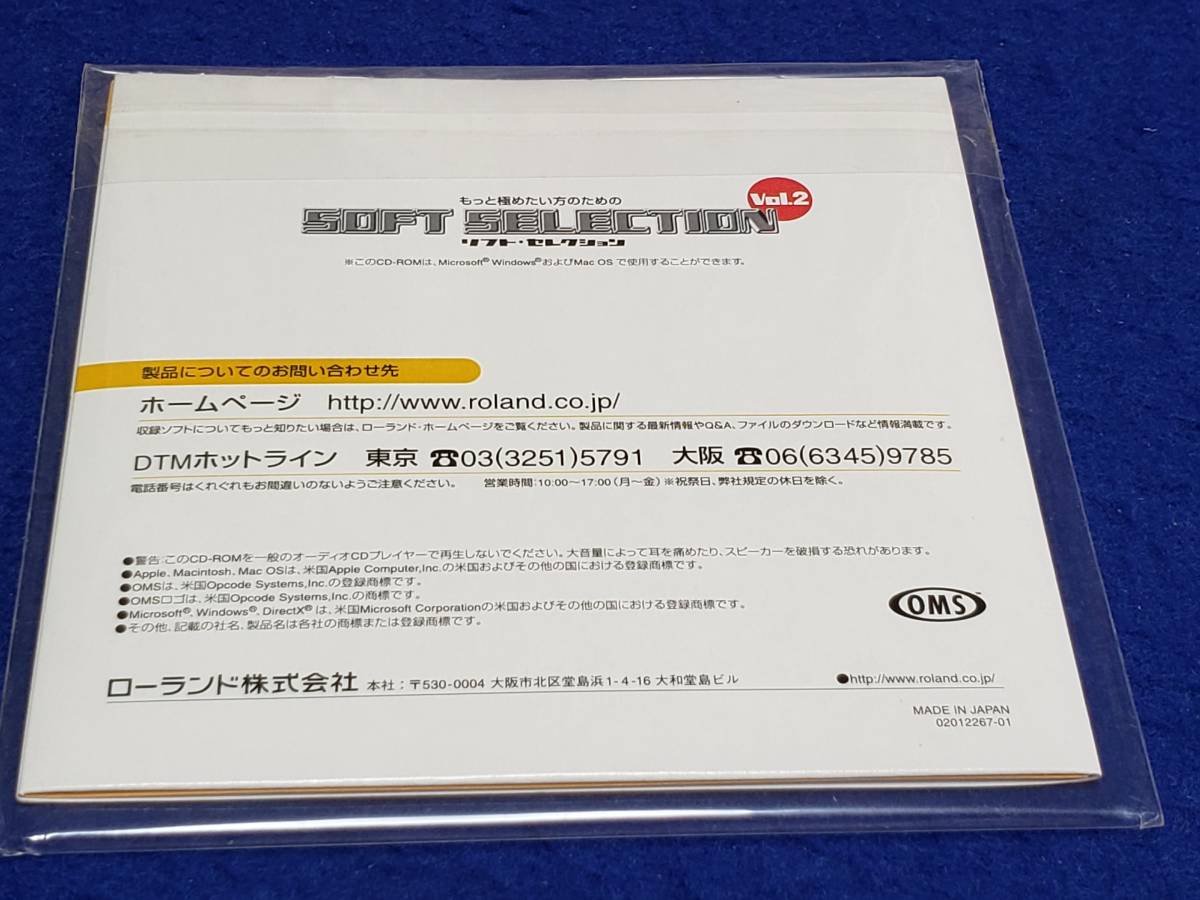 もっと極めたい方のための
SOFT SELECTION Vol.2
ソフト・セレクション
※このCD-ROMは、Microsoft® Windows®およびMac OS で使用することができます。
製品についてのお問い合わせ先
ホームページ http://www.roland.co.jp/
収録ソフトについてもっと知りたい場合は、ローランド・ホームページをご覧ください。製品に関する最新情報やQ&A、ファイルのダウンロードなど情報満載です。
DTMホットライン 東京 ☎03(3251)5791 大阪 ☎06(6345)9785
電話番号はくれぐれもお間違いのないようご注意ください。 営業時間:10:00〜17:00(月〜金)※祝祭日、弊社規定の休日を除く。
●警告:このCD-ROMを一般のオーディオCDプレイヤーで再生しないでください。大音量によって耳を痛めたり、スピーカーを破損する恐れがあります。
●Apple、Macintosh、Mac OSは、米国Apple Computer,Inc.の米国およびその他の国における登録商標です。
●OMSは、米国Opcode Systems,Inc.の登録商標です。
●OMSロゴは、米国Opcode Systems,Inc.の商標です。
●Microsoft®、Windows®、DirectX® は、米国Microsoft Corporationの米国およびその他の国における登録商標です。
●その他、記載の社名、製品名は各社の商標または登録商標です。
OMS™
ローランド株式会社 本社:〒530-0004 大阪市北区堂島浜1-4-16 大和堂島ビル ●http://www.roland.co.jp/
MADE IN JAPAN
02012267-01